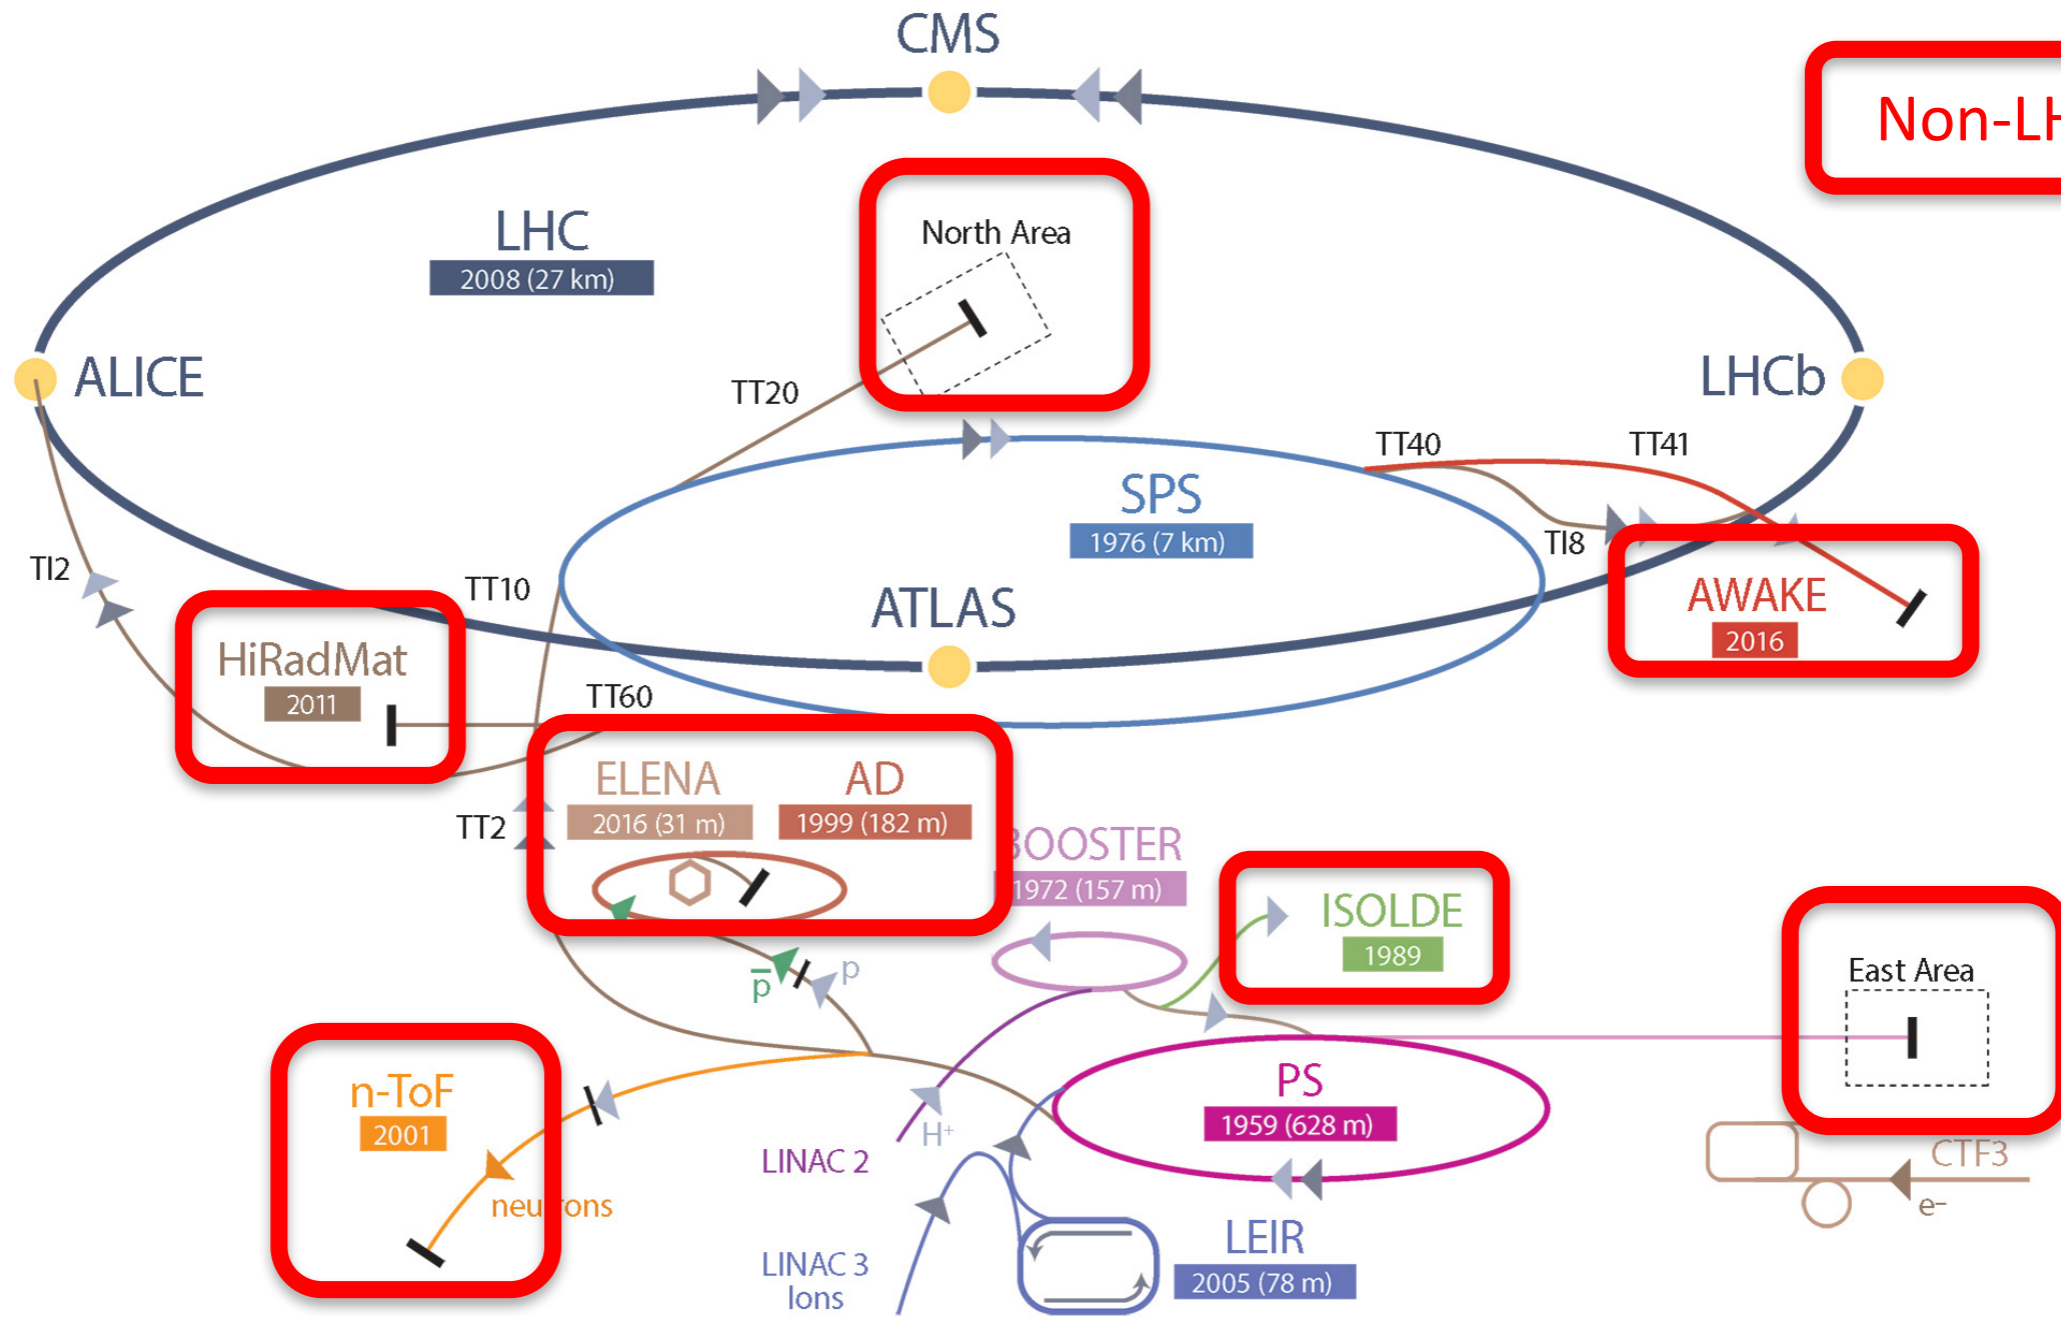 CMS
Non-LH
North Area
LHC
2008 (27 km)
ALICE
TT20
LHCb
TT40
TT41
SPS
1976 (7 km)
TI8
TI2
TT10
ATLAS
AWAKE
2016
HiRadMat
2011
TT60
ELENA
2016 (31 m)
AD
1999 (182 m)
TT2
BOOSTER
1972 (157 m)
ISOLDE
1989
p̅
p
East Area
n-ToF
2001
neutrons
PS
1959 (628 m)
H⁺
LINAC 2
CTF3
e⁻
LEIR
2005 (78 m)
LINAC 3
Ions